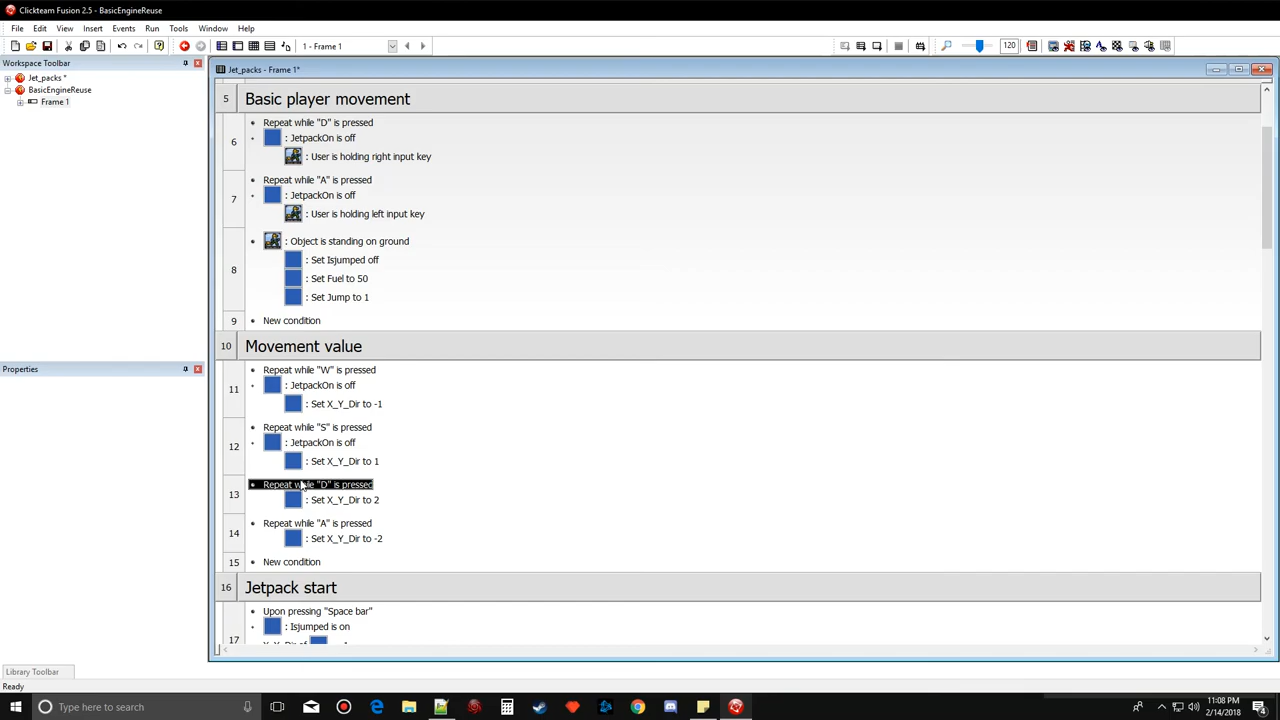 Clickteam Fusion 2.5 - BasicEngineReuse
File Edit View Insert Events Run Tools Window Help
1 - Frame 1
120
Workspace Toolbar
Jet_packs *
BasicEngineReuse
Frame 1
Properties
Library Toolbar
Ready
Jet_packs - Frame 1*
5 Basic player movement
6
Repeat while "D" is pressed
: JetpackOn is off
: User is holding right input key
7
Repeat while "A" is pressed
: JetpackOn is off
: User is holding left input key
8
: Object is standing on ground
: Set Isjumped off
: Set Fuel to 50
: Set Jump to 1
9 New condition
10 Movement value
11
Repeat while "W" is pressed
: JetpackOn is off
: Set X_Y_Dir to -1
12
Repeat while "S" is pressed
: JetpackOn is off
: Set X_Y_Dir to 1
13
Repeat while "D" is pressed
: Set X_Y_Dir to 2
14
Repeat while "A" is pressed
: Set X_Y_Dir to -2
15 New condition
16 Jetpack start
17
Upon pressing "Space bar"
: Isjumped is on
Type here to search
11:08 PM
2/14/2018
4